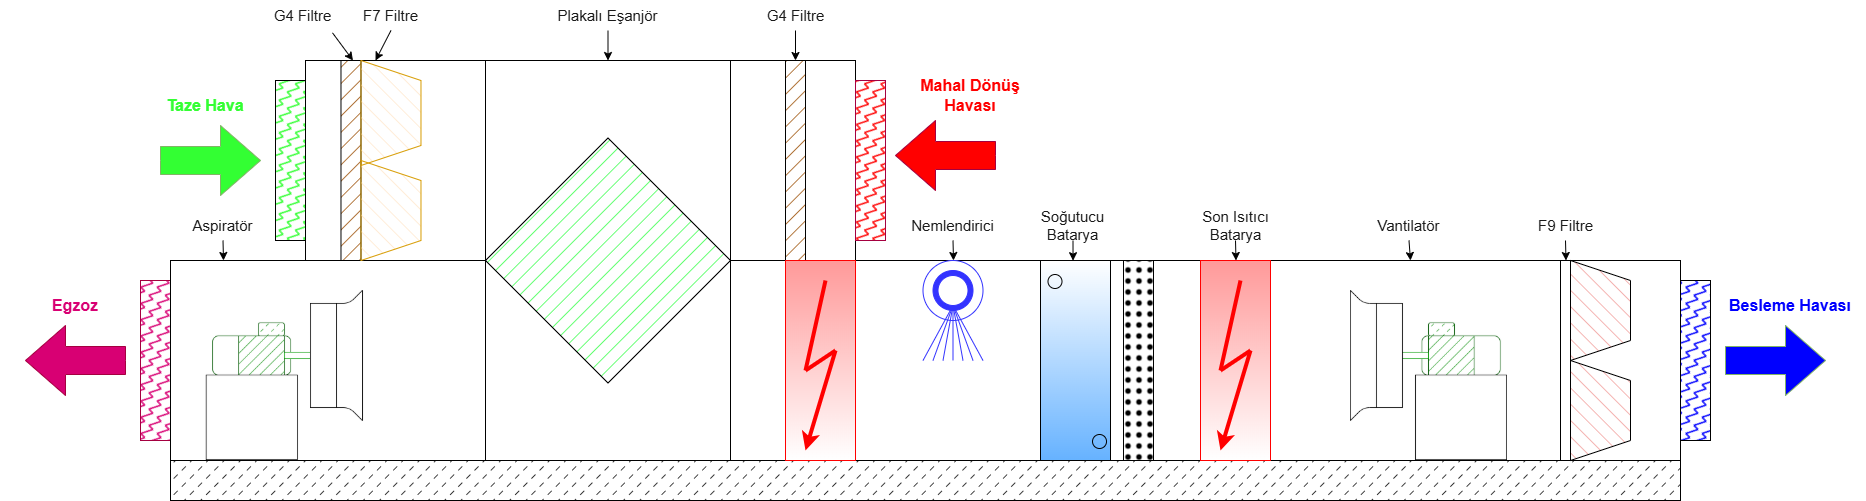 G4 Filtre
F7 Filtre
Plakalı Eşanjör
G4 Filtre
Taze Hava
Mahal Dönüş
Havası
Aspiratör
Nemlendirici
Soğutucu
Batarya
Son Isıtıcı
Batarya
Vantilatör
F9 Filtre
Egzoz
Besleme Havası